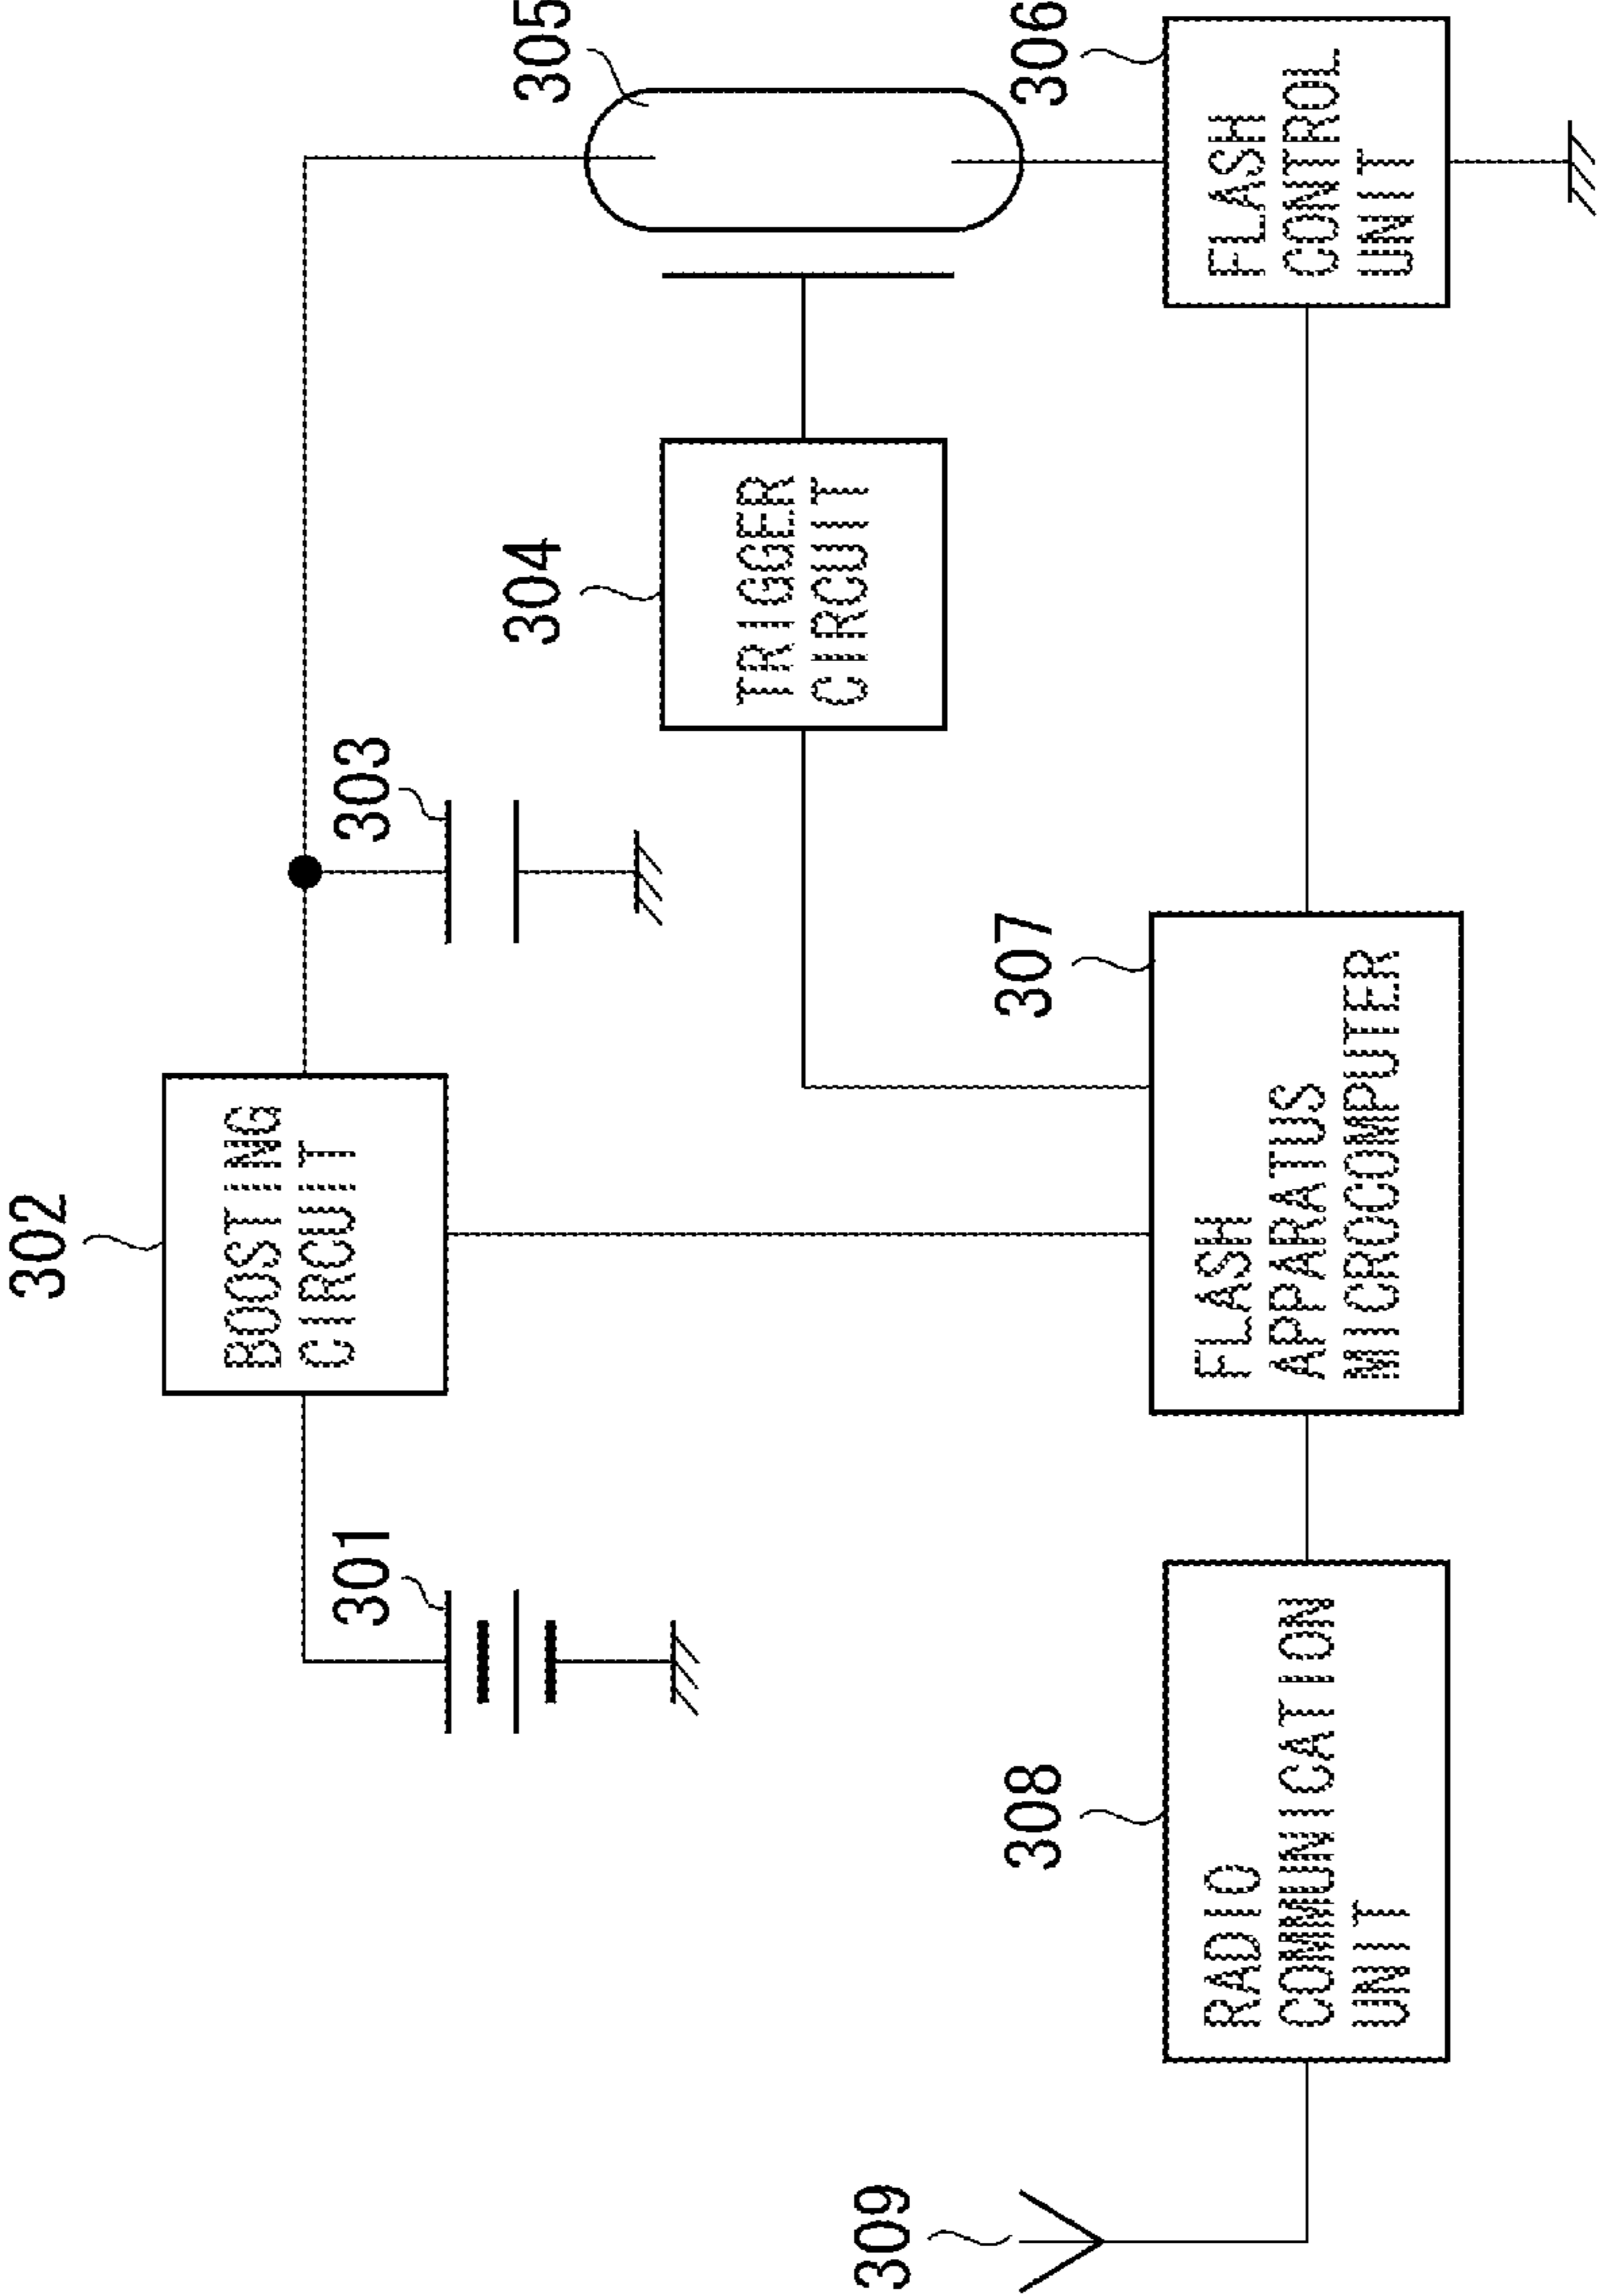 302
BOOSTING
CIRCUIT
301
303
305
304
TRIGGER
CIRCUIT
309
308
RADIO
COMMUNICATION
UNIT
307
FLASH
APPARATUS
MICROCOMPUTER
306
FLASH
CONTROL
UNIT